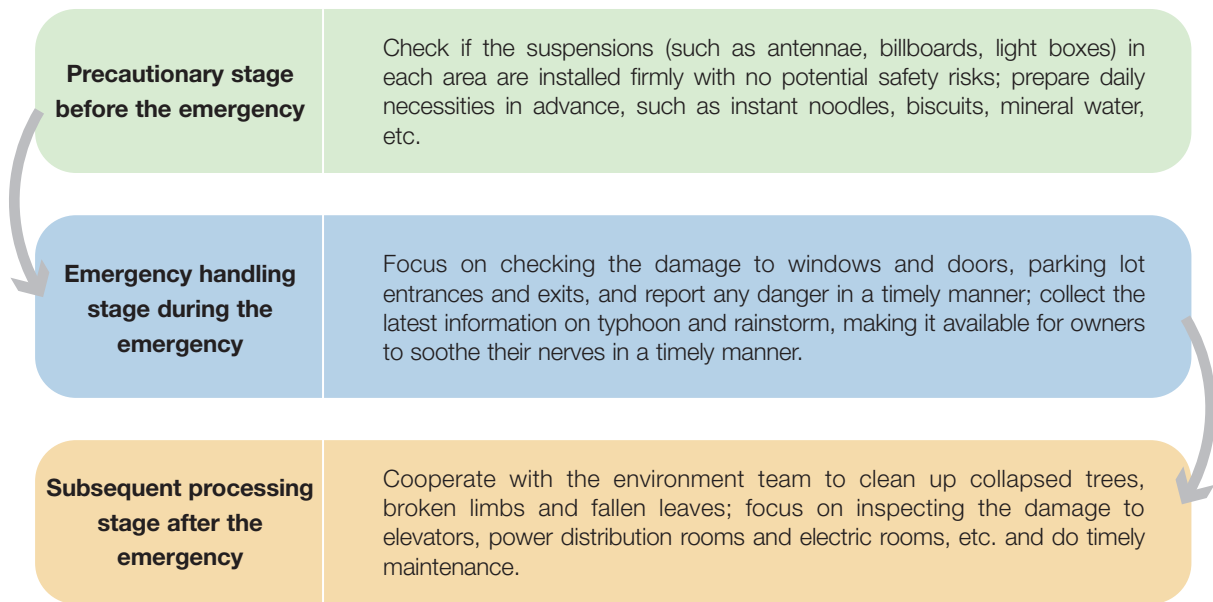 Precautionary stage
before the emergency
Check if the suspensions (such as antennae, billboards, light boxes) in
each area are installed firmly with no potential safety risks; prepare daily
necessities in advance, such as instant noodles, biscuits, mineral water,
etc.
Emergency handling
stage during the
emergency
Focus on checking the damage to windows and doors, parking lot
entrances and exits, and report any danger in a timely manner; collect the
latest information on typhoon and rainstorm, making it available for owners
to soothe their nerves in a timely manner.
Subsequent processing
stage after the
emergency
Cooperate with the environment team to clean up collapsed trees,
broken limbs and fallen leaves; focus on inspecting the damage to
elevators, power distribution rooms and electric rooms, etc. and do timely
maintenance.